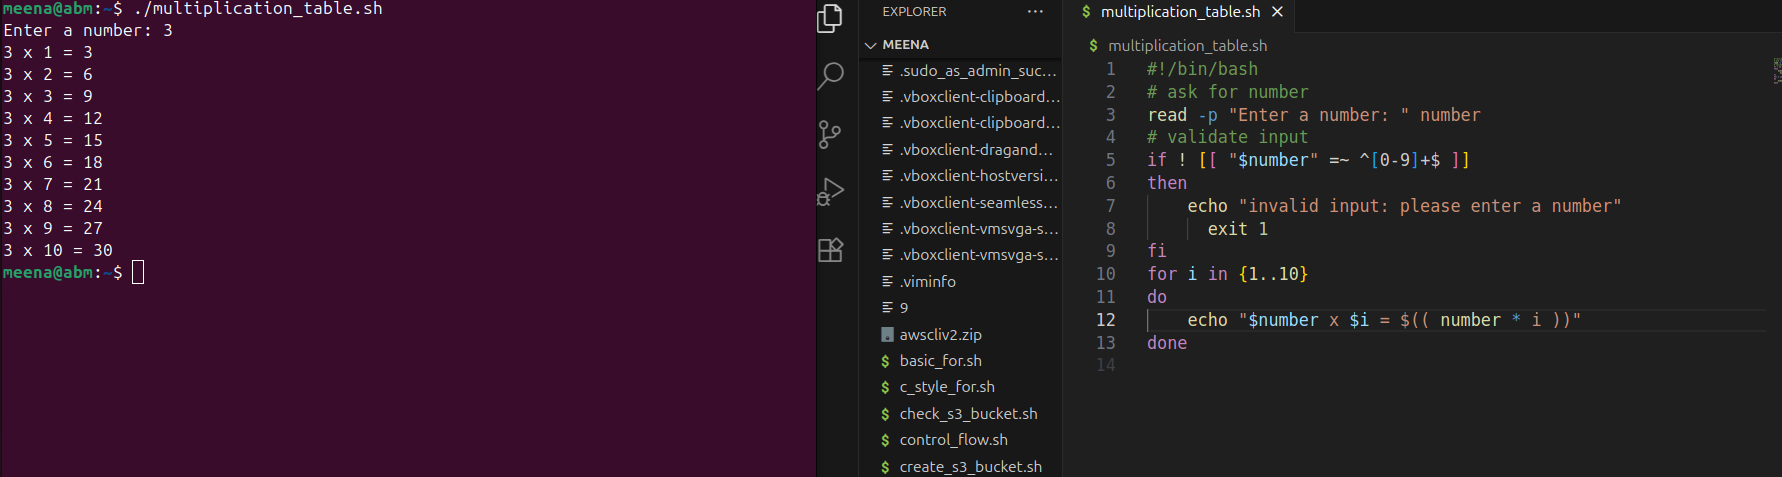 meena@abm:~$ ./multiplication_table.sh
Enter a number: 3
3 x 1 = 3
3 x 2 = 6
3 x 3 = 9
3 x 4 = 12
3 x 5 = 15
3 x 6 = 18
3 x 7 = 21
3 x 8 = 24
3 x 9 = 27
3 x 10 = 30
meena@abm:~$
EXPLORER ...
MEENA
.sudo_as_admin_suc...
.vboxclient-clipboard...
.vboxclient-clipboard...
.vboxclient-dragand...
.vboxclient-hostversi...
.vboxclient-seamless...
.vboxclient-vmsvga-s...
.vboxclient-vmsvga-s...
.viminfo
9
awscliv2.zip
$ basic_for.sh
$ c_style_for.sh
$ check_s3_bucket.sh
$ control_flow.sh
$ create_s3_bucket.sh
$ multiplication_table.sh
$ multiplication_table.sh
1 #!/bin/bash
2 # ask for number
3 read -p "Enter a number: " number
4 # validate input
5 if ! [[ "$number" =~ ^[0-9]+$ ]]
6 then
7 echo "invalid input: please enter a number"
8 exit 1
9 fi
10 for i in {1..10}
11 do
12 echo "$number x $i = $(( number * i ))"
13 done
14